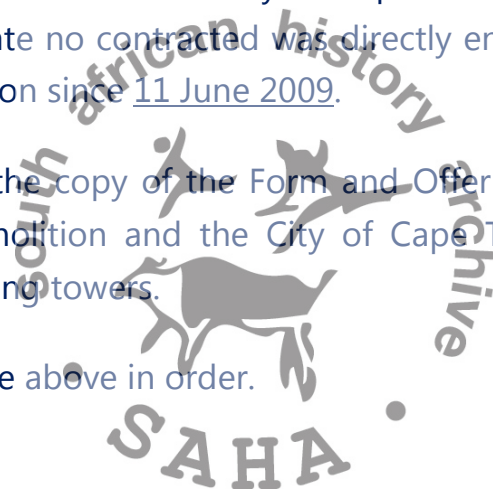 te no contracted was directly en
on since 11 June 2009.
the copy of the Form and Offer
molition and the City of Cape T
ng towers.
e above in order.
south african history archive
SAHA